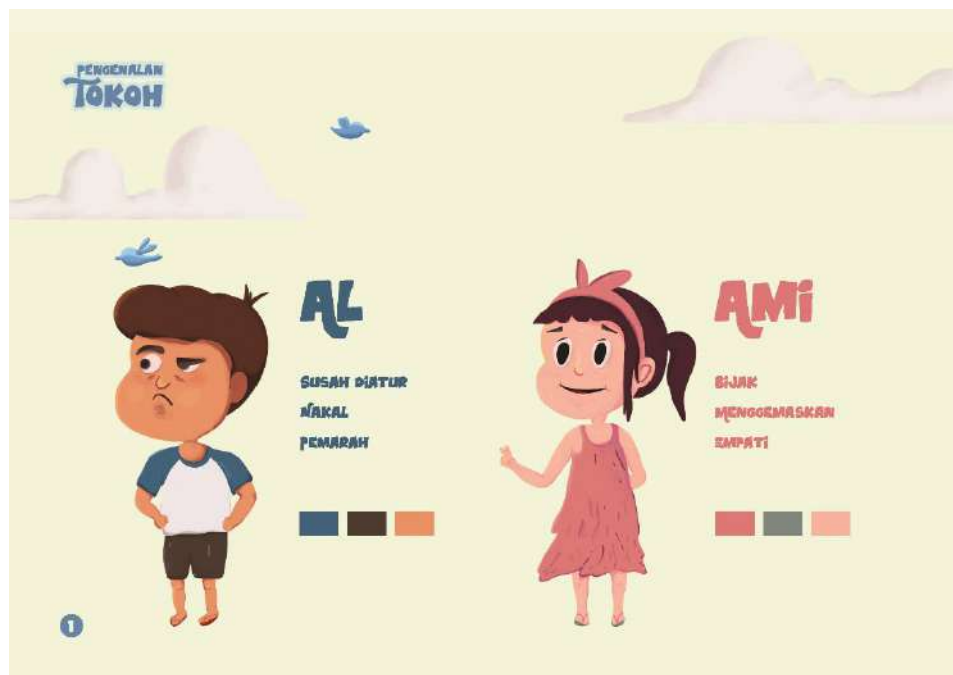 PENGENALAN
TOKOH
AL
SUSAH DIATUR
NAKAL
PEMARAH
AMi
BiJAK
MENGGEMASKAN
EMPATi
1